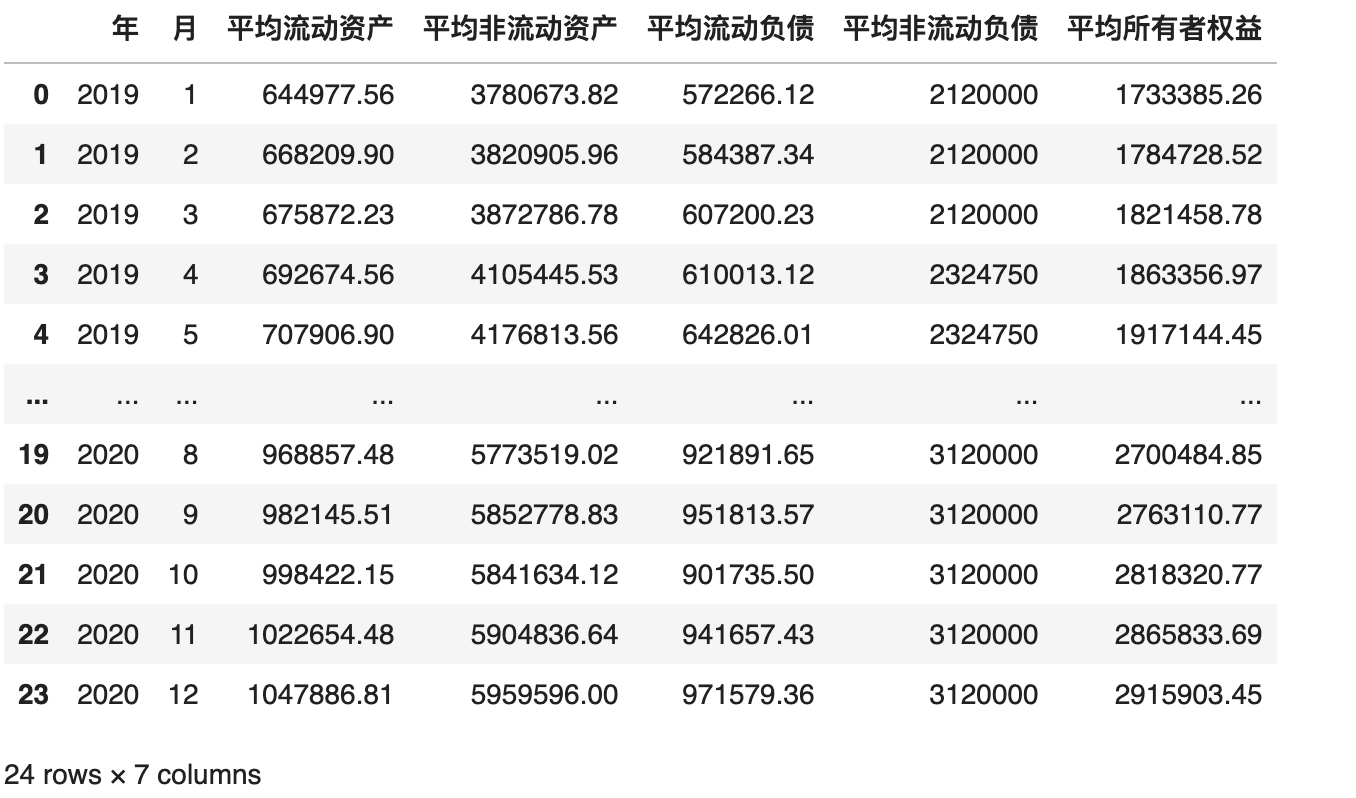 年 月 平均流动资产 平均非流动资产 平均流动负债 平均非流动负债 平均所有者权益
0 2019 1 644977.56 3780673.82 572266.12 2120000 1733385.26
1 2019 2 668209.90 3820905.96 584387.34 2120000 1784728.52
2 2019 3 675872.23 3872786.78 607200.23 2120000 1821458.78
3 2019 4 692674.56 4105445.53 610013.12 2324750 1863356.97
4 2019 5 707906.90 4176813.56 642826.01 2324750 1917144.45
... ... ... ... ... ... ... ...
19 2020 8 968857.48 5773519.02 921891.65 3120000 2700484.85
20 2020 9 982145.51 5852778.83 951813.57 3120000 2763110.77
21 2020 10 998422.15 5841634.12 901735.50 3120000 2818320.77
22 2020 11 1022654.48 5904836.64 941657.43 3120000 2865833.69
23 2020 12 1047886.81 5959596.00 971579.36 3120000 2915903.45
24 rows × 7 columns